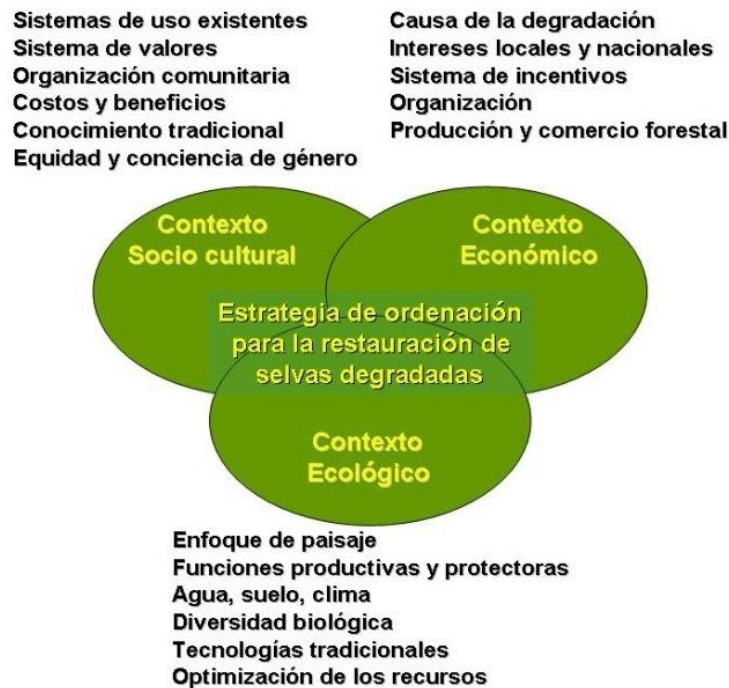 Sistemas de uso existentes
Sistema de valores
Organización comunitaria
Costos y beneficios
Conocimiento tradicional
Equidad y conciencia de género
Causa de la degradación
Intereses locales y nacionales
Sistema de incentivos
Organización
Producción y comercio forestal
Contexto
Socio cultural
Contexto
Económico
Estrategia de ordenación
para la restauración de
selvas degradadas
Contexto
Ecológico
Enfoque de paisaje
Funciones productivas y protectoras
Agua, suelo, clima
Diversidad biológica
Tecnologías tradicionales
Optimización de los recursos